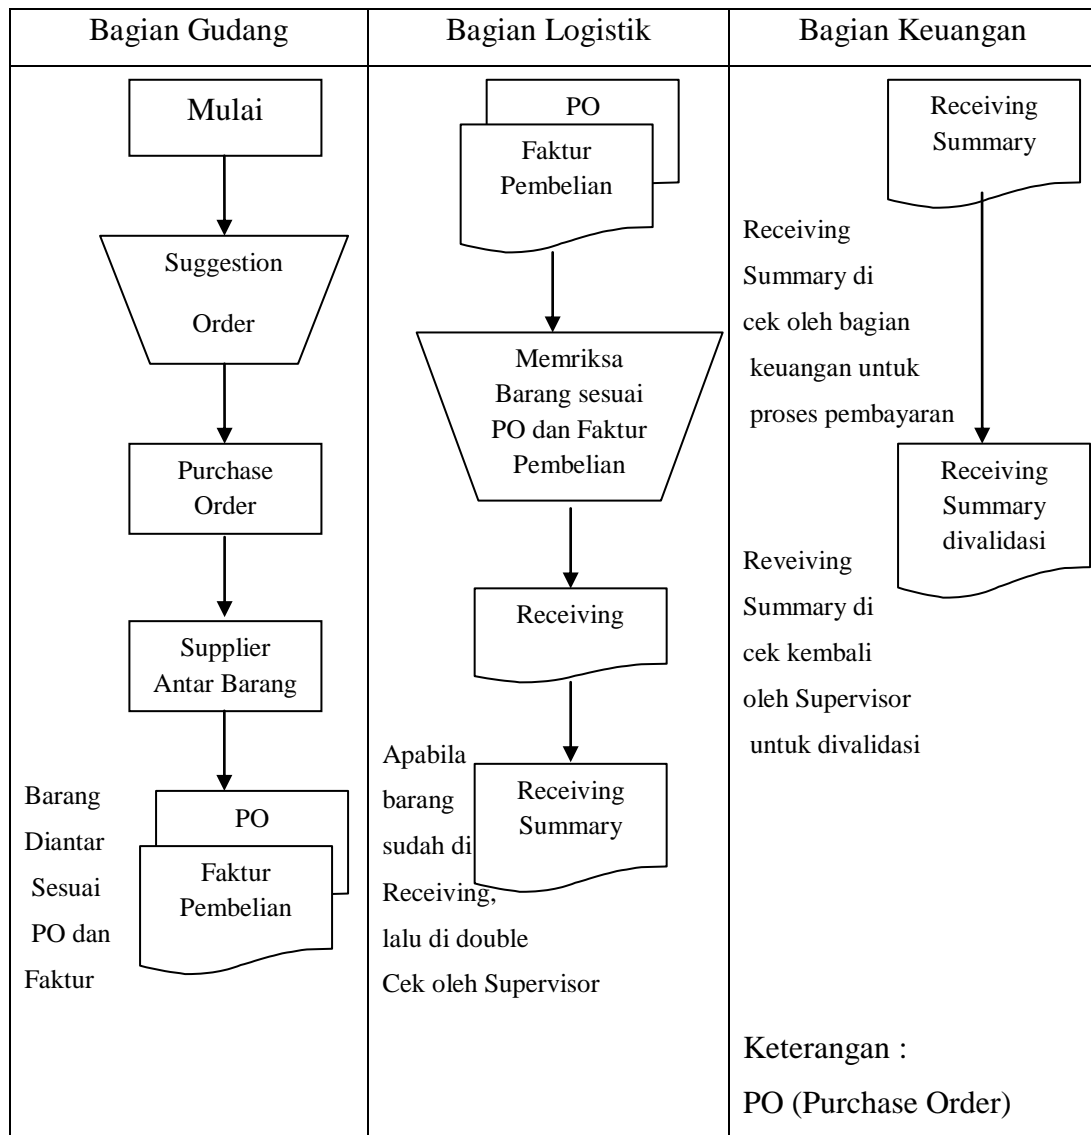 Bagian Gudang
Mulai
Suggestion
Order
Purchase
Order
Supplier
Antar Barang
Barang
Diantar
Sesuai
PO dan
Faktur
PO
Faktur
Pembelian
Bagian Logistik
PO
Faktur
Pembelian
Memriksa
Barang sesuai
PO dan Faktur
Pembelian
Receiving
Apabila
barang
sudah di
Receiving,
lalu di double
Cek oleh Supervisor
Receiving
Summary
Bagian Keuangan
Receiving
Summary
Receiving
Summary di
cek oleh bagian
keuangan untuk
proses pembayaran
Receiving
Summary
divalidasi
Reveiving
Summary di
cek kembali
oleh Supervisor
untuk divalidasi
Keterangan :
PO (Purchase Order)